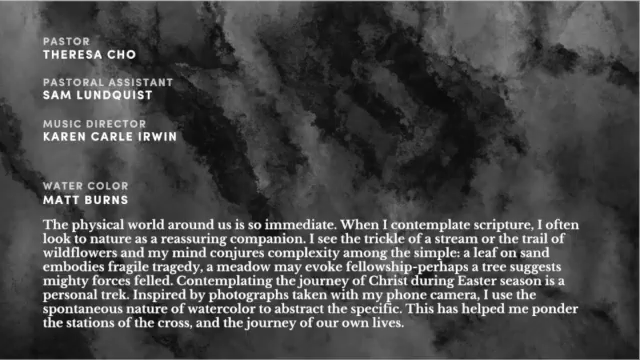 PASTOR
THERESA CHO
PASTORAL ASSISTANT
SAM LUNDQUIST
MUSIC DIRECTOR
KAREN CARLE IRWIN
WATER COLOR
MATT BURNS
The physical world around us is so immediate. When I contemplate scripture, I often
look to nature as a reassuring companion. I see the trickle of a stream or the trail of
wildflowers and my mind conjures complexity among the simple: a leaf on sand
embodies fragile tragedy, a meadow may evoke fellowship-perhaps a tree suggests
mighty forces felled. Contemplating the journey of Christ during Easter season is a
personal trek. Inspired by photographs taken with my phone camera, I use the
spontaneous nature of watercolor to abstract the specific. This has helped me ponder
the stations of the cross, and the journey of our own lives.